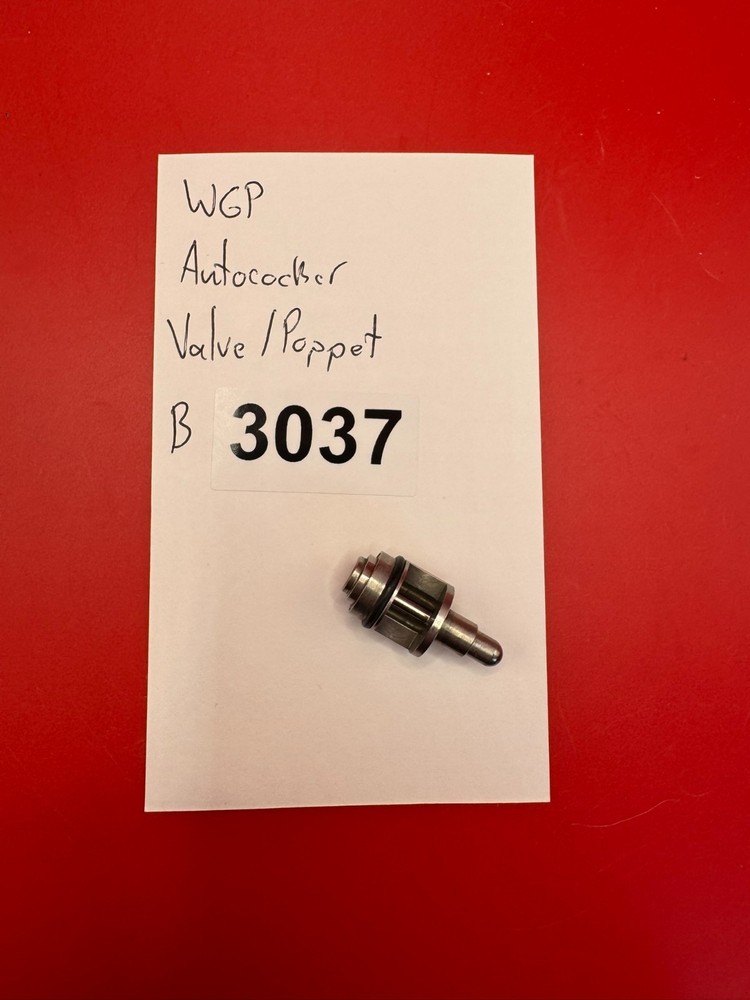 WGP
Autococker
Valve/Poppet
B 3037